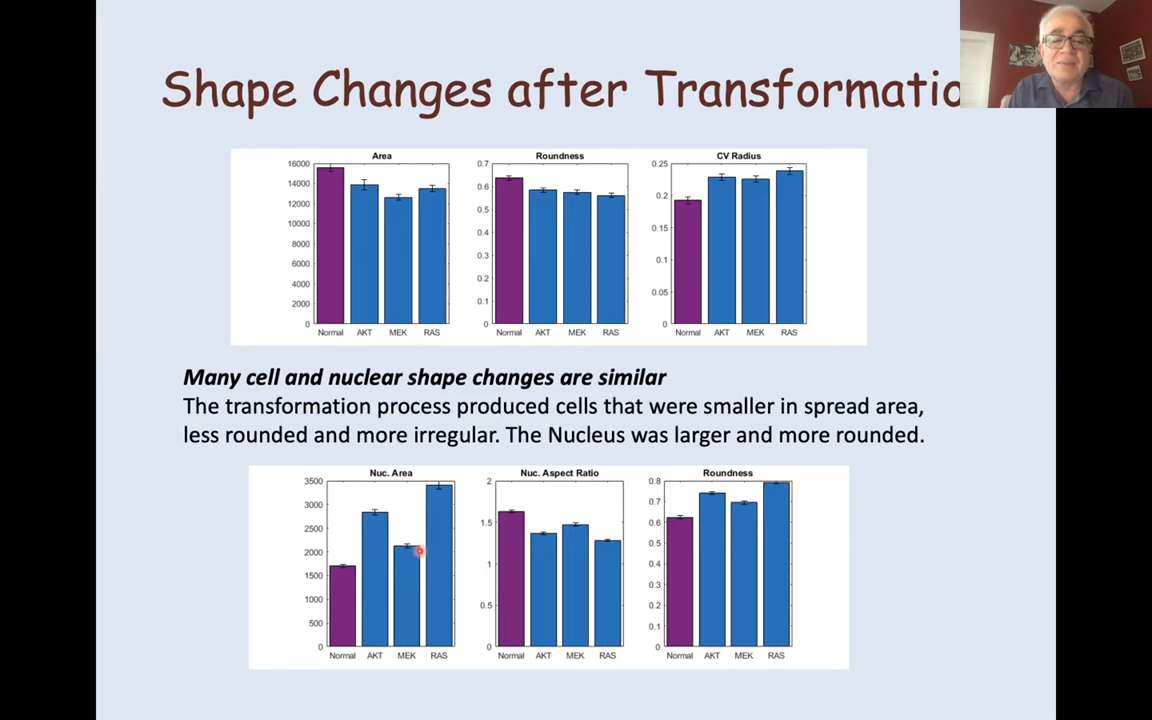 Shape Changes after Transformatio
Area
16000
14000
12000
10000
8000
6000
4000
2000
0
Normal AKT MEK RAS
Roundness
0.7
0.6
0.5
0.4
0.3
0.2
0.1
0
Normal AKT MEK RAS
CV Radius
0.25
0.2
0.15
0.1
0.05
0
Normal AKT MEK RAS
Many cell and nuclear shape changes are similar
The transformation process produced cells that were smaller in spread area,
less rounded and more irregular. The Nucleus was larger and more rounded.
Nuc. Area
3500
3000
2500
2000
1500
1000
500
0
Normal AKT MEK RAS
Nuc. Aspect Ratio
2
1.5
1
0.5
0
Normal AKT MEK RAS
Roundness
0.8
0.7
0.6
0.5
0.4
0.3
0.2
0.1
0
Normal AKT MEK RAS